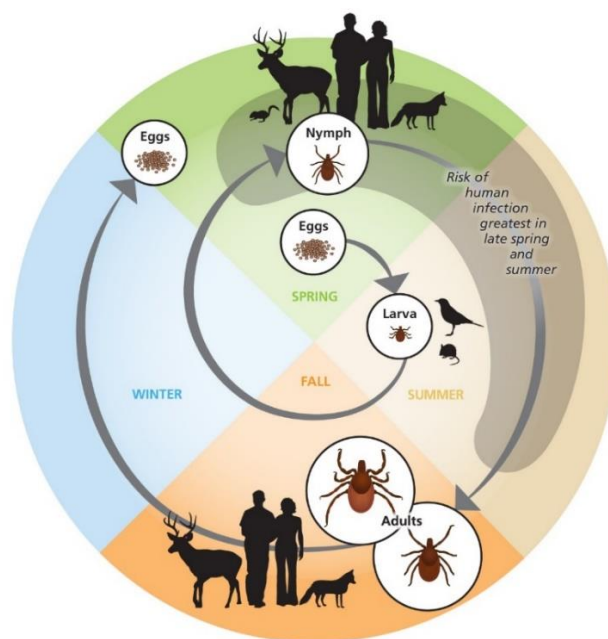 Eggs
Nymph
Risk of
human
infection
greatest in
late spring
and
summer
Eggs
SPRING
Larva
WINTER
FALL
SUMMER
Adults